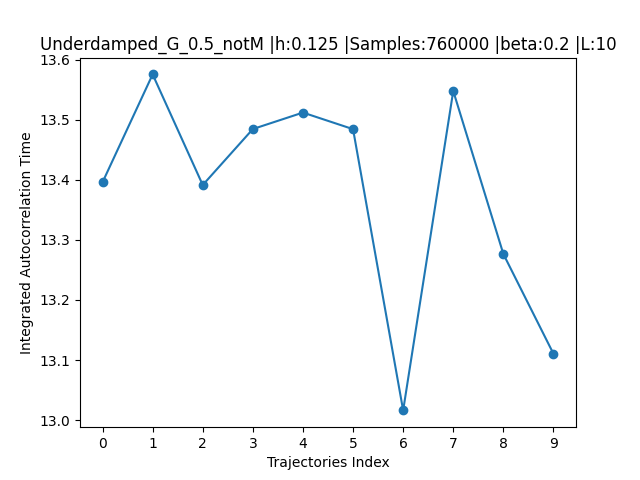 Underdamped_G_0.5_notM |h:0.125 |Samples:760000 |beta:0.2 |L:10
Integrated Autocorrelation Time
13.6
13.5
13.4
13.3
13.2
13.1
13.0
0 1 2 3 4 5 6 7 8 9
Trajectories Index